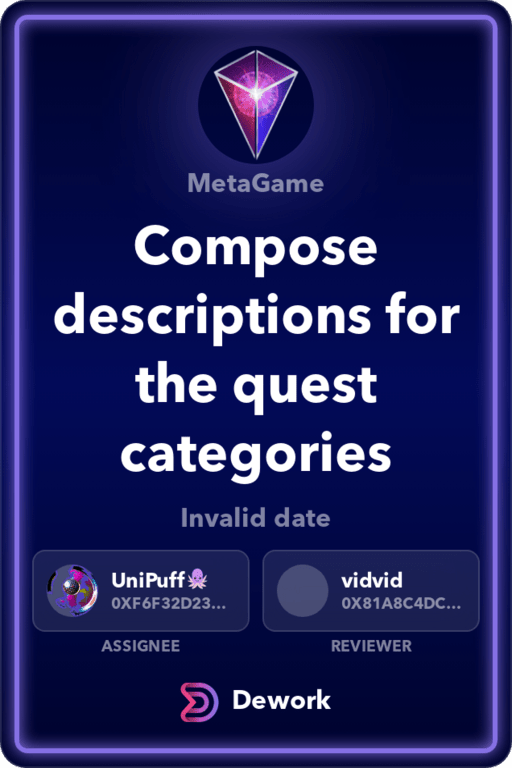 MetaGame
Compose
descriptions for
the quest
categories
Invalid date
UniPuff🐙
0XF6F32D23...
ASSIGNEE
vidvid
0X81A8C4DC...
REVIEWER
Dework